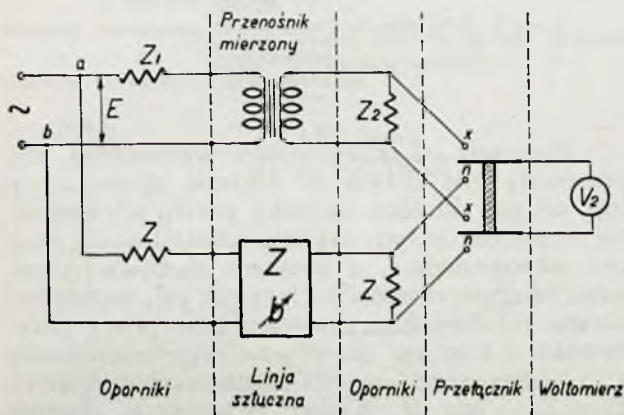 Przenośnik
mierzony
a
Z1
E
Z2
~
b
x
n
x
n
V2
Z
Z
b
Z
Oporniki
Linja
sztuczna
Oporniki
Przełącznik
Woltomierz